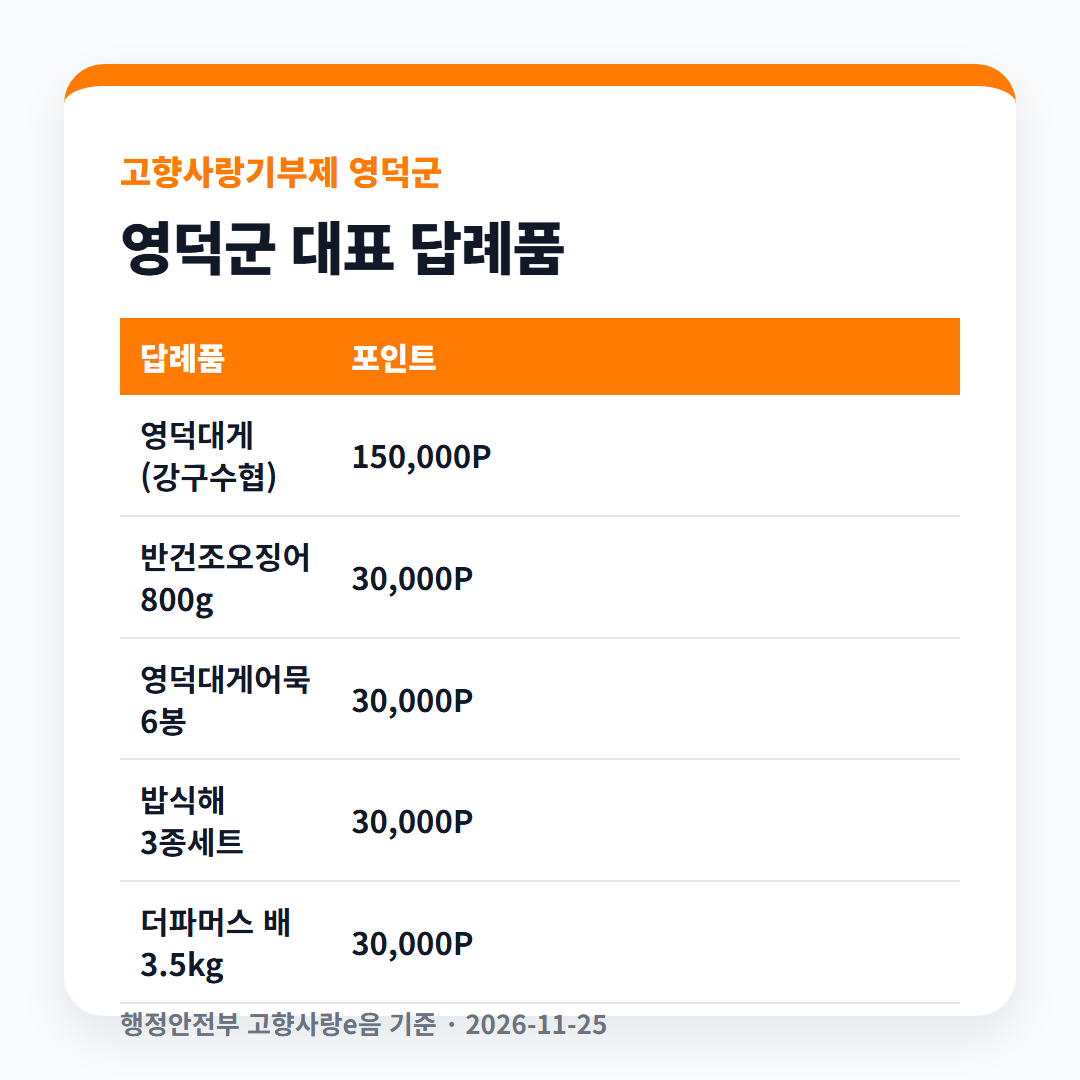 고향사랑기부제 영덕군
영덕군 대표 답례품
답례품 포인트
영덕대게
(강구수협)
150,000P
반건조오징어
800g
30,000P
영덕대게어묵
6봉
30,000P
밥식해
3종세트
30,000P
더파머스 배
3.5kg
30,000P
행정안전부 고향사랑e음 기준 · 2026-11-25